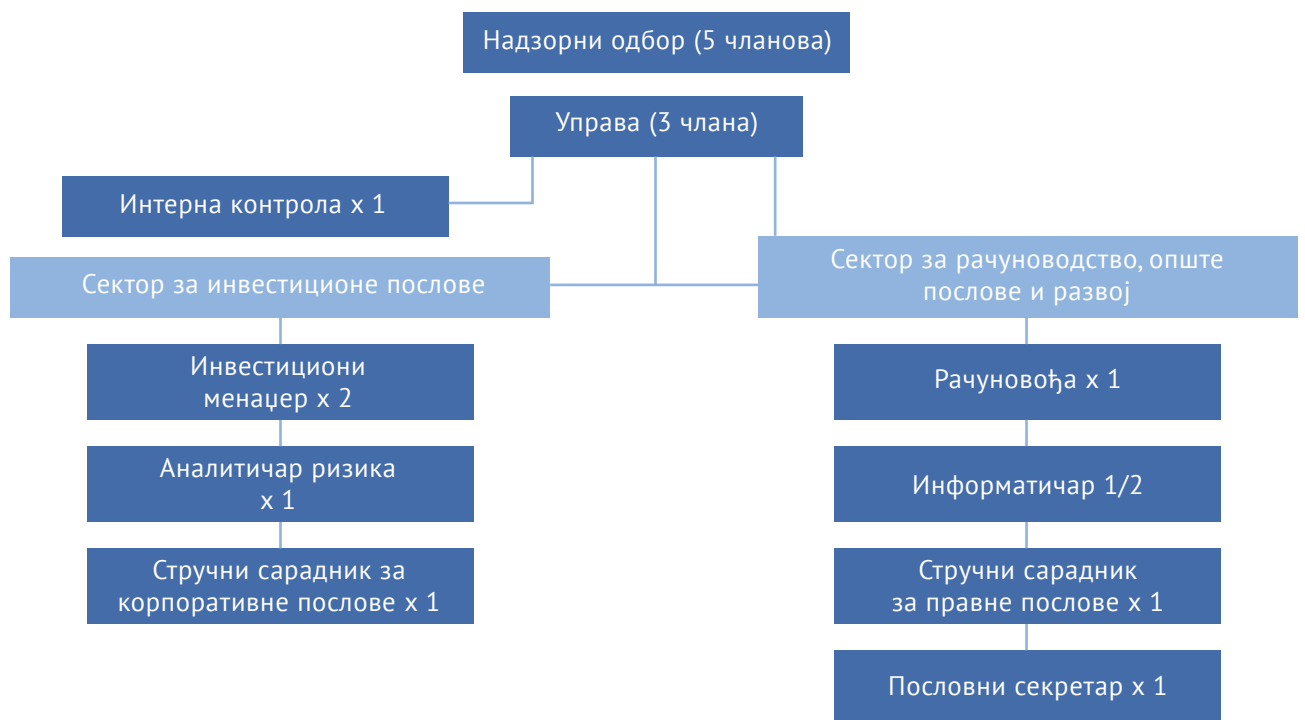 Надзорни одбор (5 чланова)
Управа (3 члана)
Интерна контрола x 1
Сектор за инвестиционе послове
Сектор за рачуноводство, опште
послове и развој
Инвестициони
менаџер x 2
Аналитичар ризика
x 1
Стручни сарадник за
корпоративне послове x 1
Рачуновођа x 1
Информатичар 1/2
Стручни сарадник
за правне послове x 1
Пословни секретар x 1